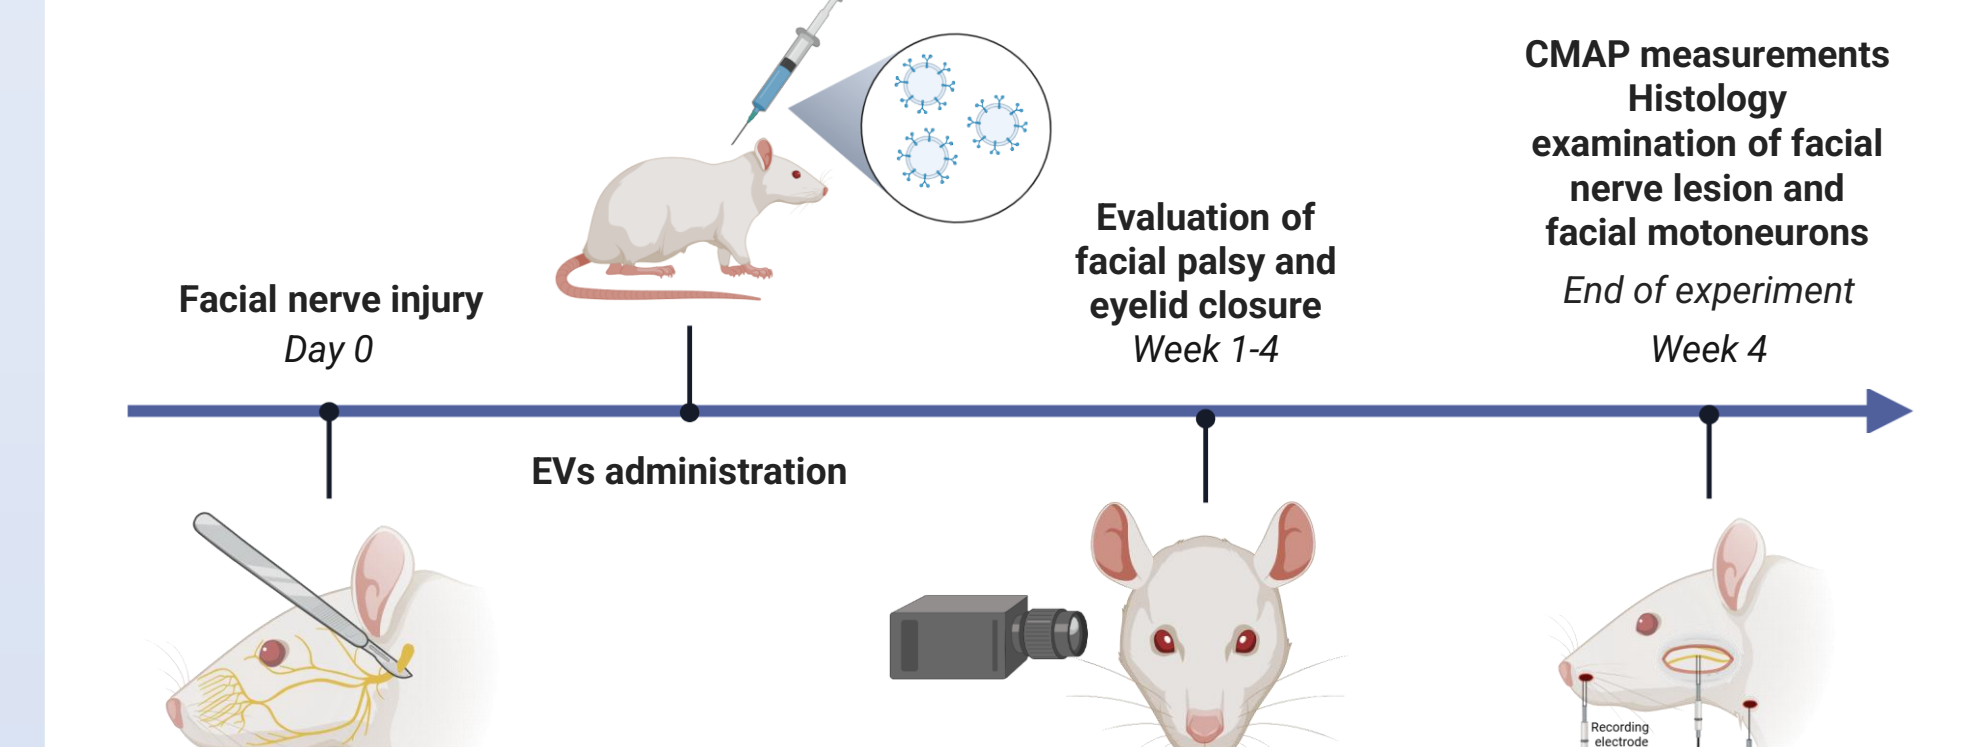 Facial nerve injury
Day 0
EVs administration
Evaluation of
facial palsy and
eyelid closure
Week 1-4
CMAP measurements
Histology
examination of facial
nerve lesion and
facial motoneurons
End of experiment
Week 4
Recording
electrode